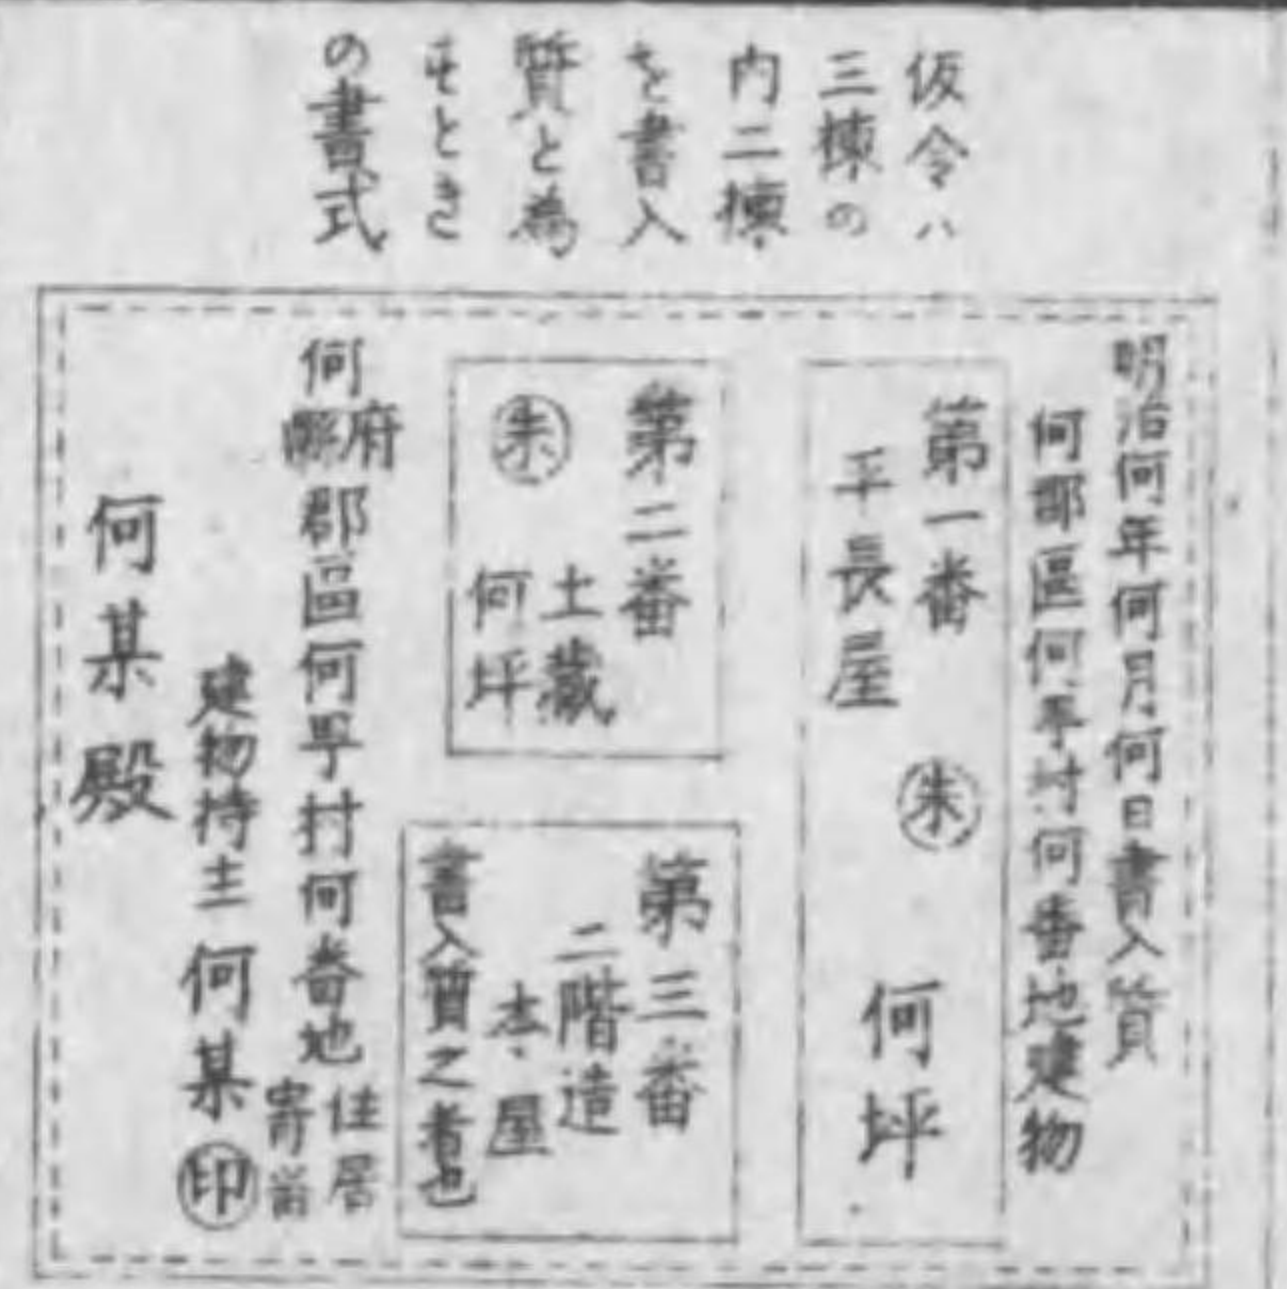 仮令ハ
三棟の
内二棟
を書入
質と為
すとき
の書式
明治何年何月何日書入質
何郡區何町村何番地建物
第一番
平長屋
㊞朱
何坪
第二番
土蔵
何坪
朱
第三番
二階造
本屋
書入質之者也
何府縣郡區何町村何番地
住居
寄留
建物持主何某㊞
何某殿